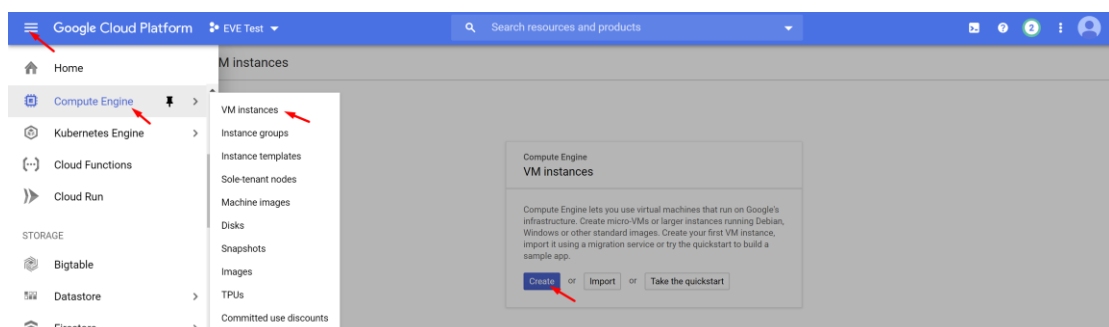 Google Cloud Platform
EVE Test
Search resources and products
2
Home
M instances
Compute Engine
Kubernetes Engine
Cloud Functions
Cloud Run
STORAGE
Bigtable
Datastore
VM instances
Instance groups
Instance templates
Sole-tenant nodes
Machine images
Disks
Snapshots
Images
TPUs
Committed use discounts
Compute Engine
VM instances
Compute Engine lets you use virtual machines that run on Google's
infrastructure. Create micro-VMs or larger instances running Debian,
Windows or other standard images. Create your first VM instance,
import it using a migration service or try the quickstart to build a
sample app.
Create or Import or Take the quickstart